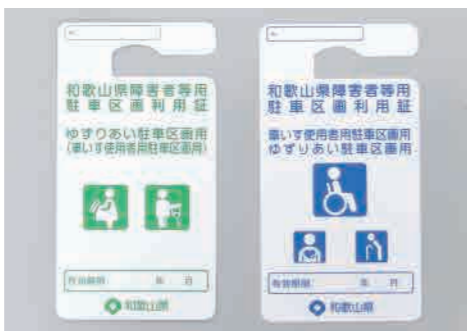 和歌山県障害者等用
駐車区画利用証
ゆずりあい駐車区画用
(車いす使用者用駐車区画用)
有効期限: 年 月
和歌山県
和歌山県障害者等用
駐車区画利用証
車いす使用者用駐車区画用
ゆずりあい駐車区画用
有効期限: 年 月
和歌山県